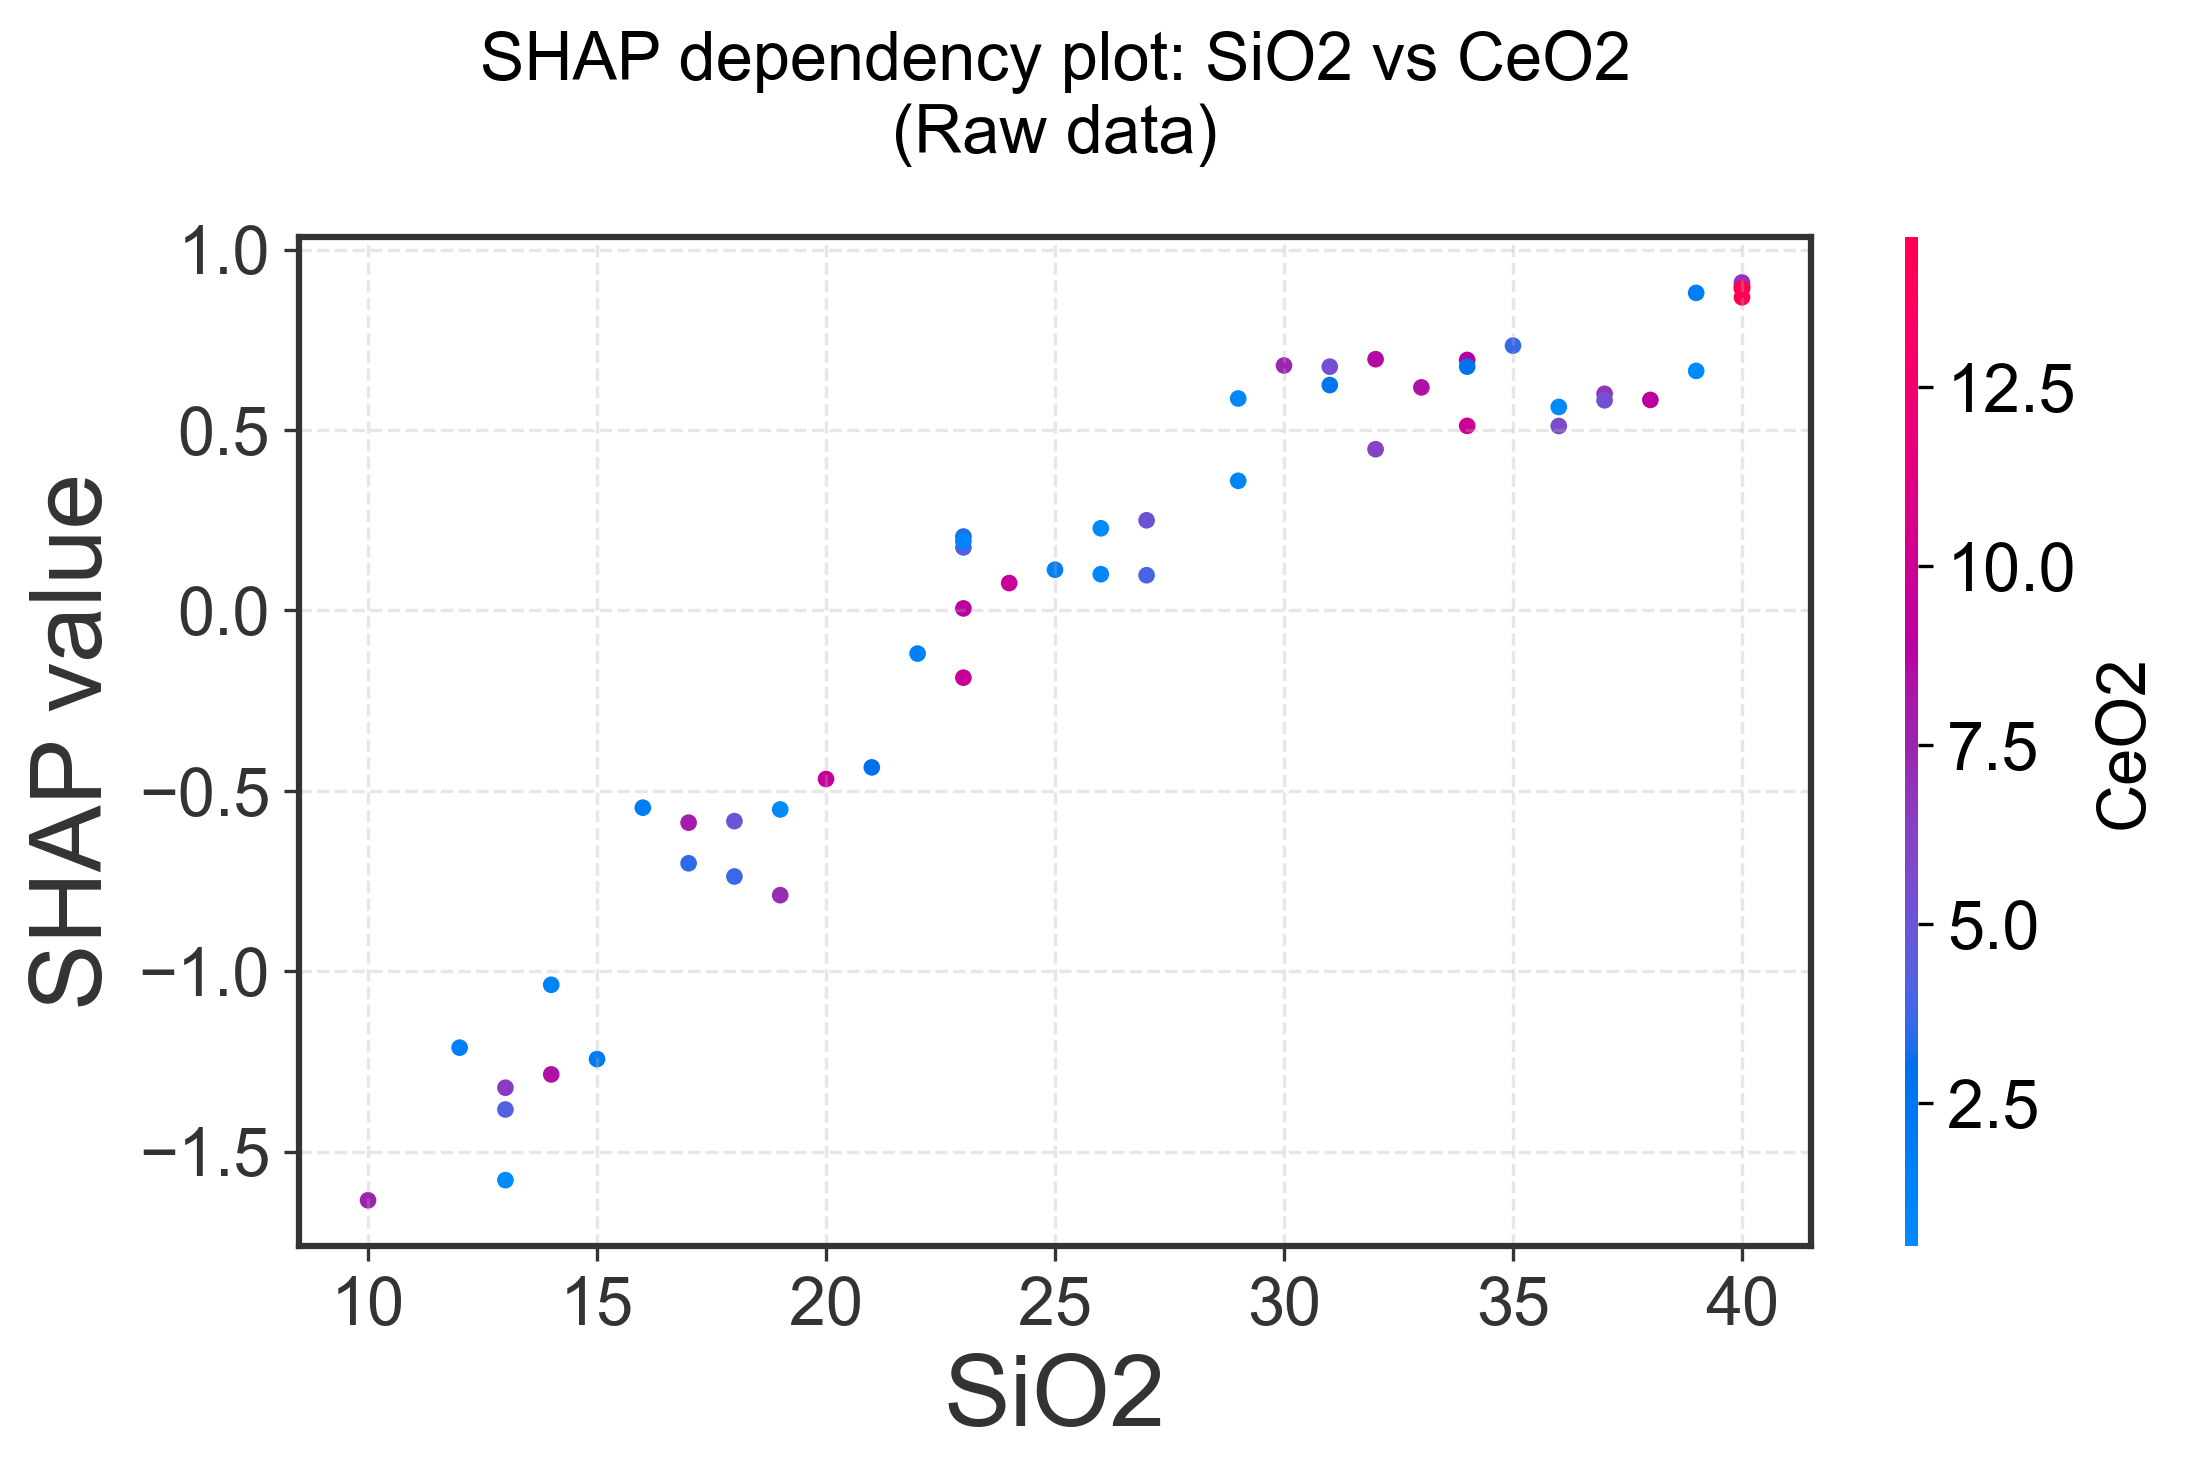 SHAP dependency plot: SiO2 vs CeO2
(Raw data)
1.0
0.5
0.0
−0.5
−1.0
−1.5
SHAP value
10 15 20 25 30 35 40
SiO2
12.5
10.0
7.5
5.0
2.5
CeO2